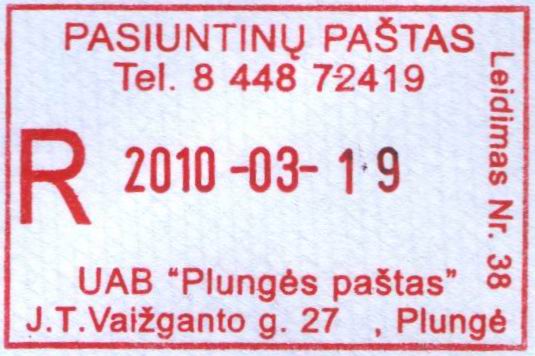 PASIUNTINŲ PAŠTAS
Tel. 8 448 72419
R 2010 -03- 19
UAB “Plungės paštas”
J.T.Vaižganto g. 27 , Plungė
Leidimas Nr. 38